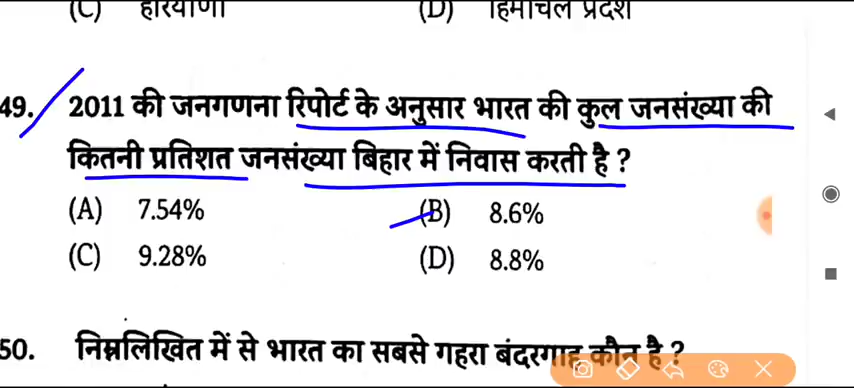 (C) हरियाणा (D) हिमाचल प्रदेश
49. 2011 की जनगणना रिपोर्ट के अनुसार भारत की कुल जनसंख्या की
कितनी प्रतिशत जनसंख्या बिहार में निवास करती है ?
(A) 7.54% (B) 8.6%
(C) 9.28% (D) 8.8%
50. निम्नलिखित में से भारत का सबसे गहरा बंदरगाह कौन है ?